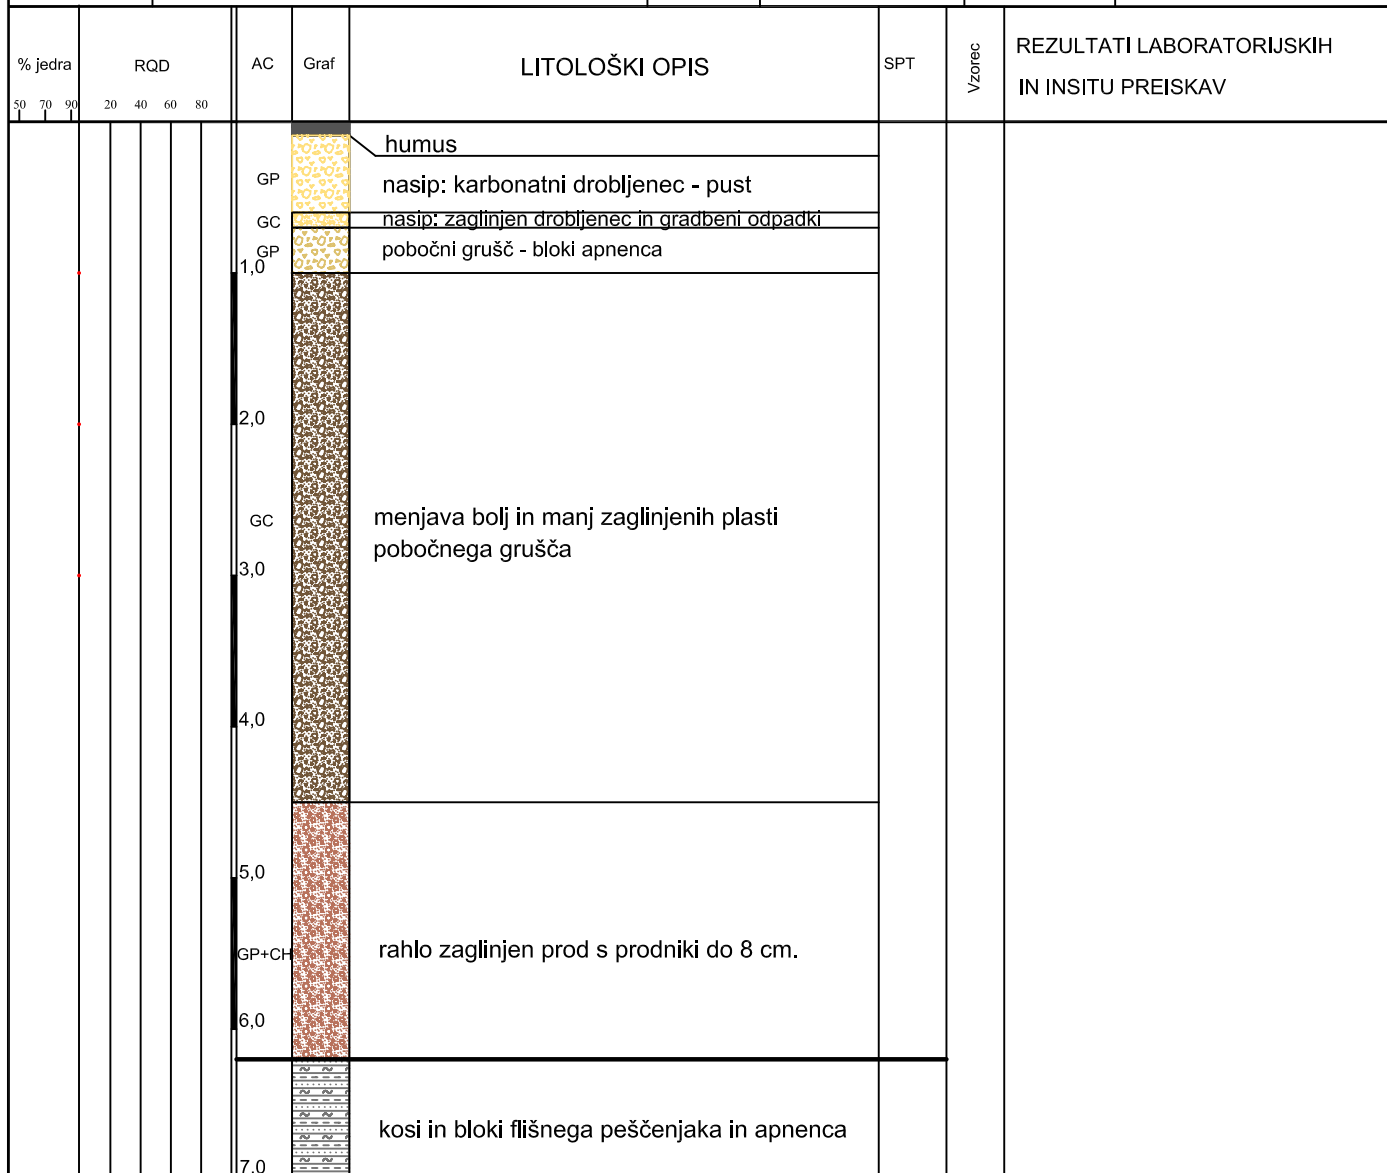 % jedra
RQD
AC
Graf
LITOLOŠKI OPIS
SPT
Vzorec
REZULTATI LABORATORIJSKIH
IN INSITU PREISKAV
50 70 90
20 40 60 80
humus
GP
nasip: karbonatni drobljenec - pust
GC
nasip: zaglinjen drobljenec in gradbeni odpadki
GP
pobočni grušč - bloki apnenca
1,0
2,0
GC
menjava bolj in manj zaglinjenih plasti
pobočnega grušča
3,0
4,0
5,0
GP+CH
rahlo zaglinjen prod s prodniki do 8 cm.
6,0
kosi in bloki flišnega peščenjaka in apnenca
7,0